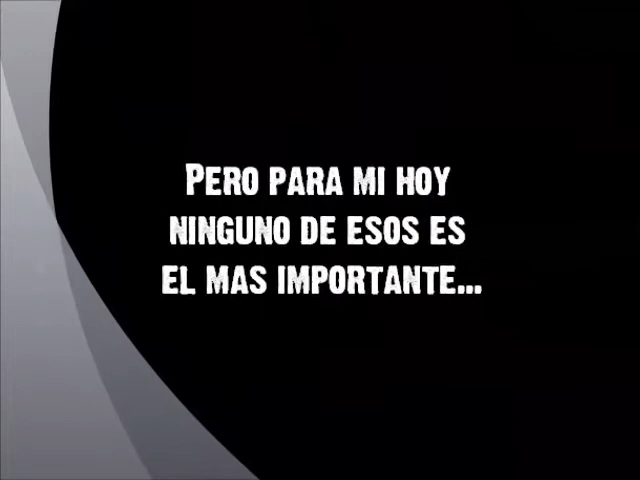 Pero para mi hoy
ninguno de esos es
el mas importante...